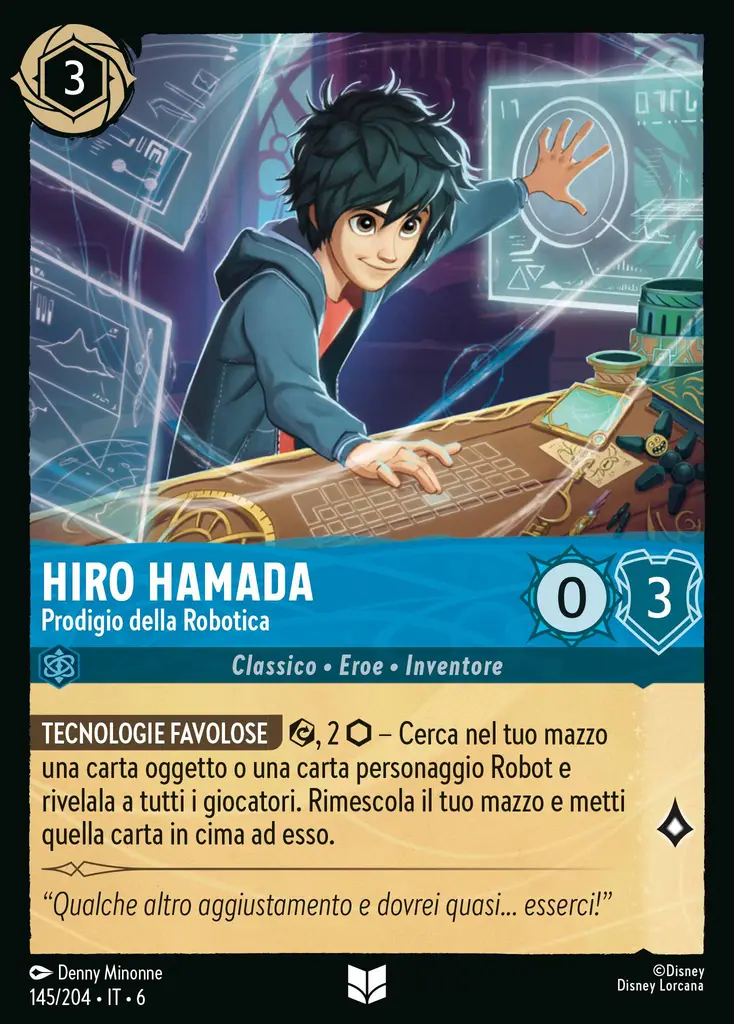 3
HIRO HAMADA
Prodigio della Robotica
0
3
Classico • Eroe • Inventore
TECNOLOGIE FAVOLOSE , 2 – Cerca nel tuo mazzo
una carta oggetto o una carta personaggio Robot e
rivelala a tutti i giocatori. Rimescola il tuo mazzo e metti
quella carta in cima ad esso.
“Qualche altro aggiustamento e dovrei quasi... esserci!”
Denny Minonne
145/204 • IT • 6
©Disney
Disney Lorcana